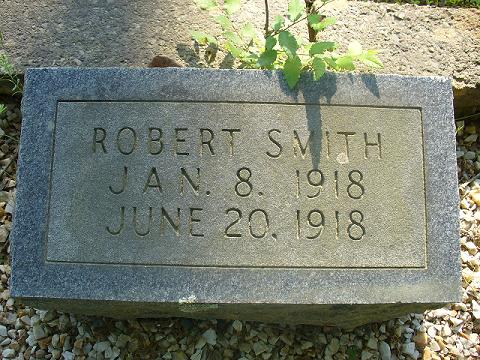 ROBERT SMITH
JAN. 8. 1918
JUNE 20. 1918